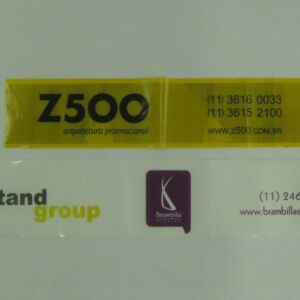 Z500
arquitetura promocional
(11) 3616 0033
(11) 3615 2100
www.z500.com.br
tand
group
Brambilla
(11) 246
www.brambillae